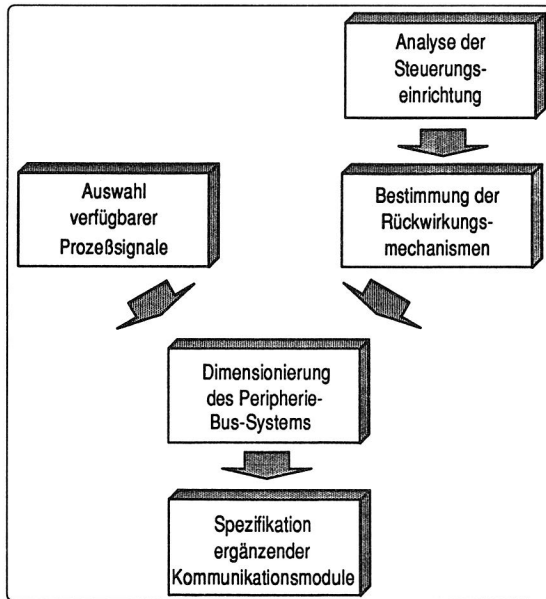 Analyse der
Steuerungs-
einrichtung
Auswahl
verfügbarer
Prozeßsignale
Bestimmung der
Rückwirkungs-
mechanismen
Dimensionierung
des Peripherie-
Bus-Systems
Spezifikation
ergänzender
Kommunikationsmodule